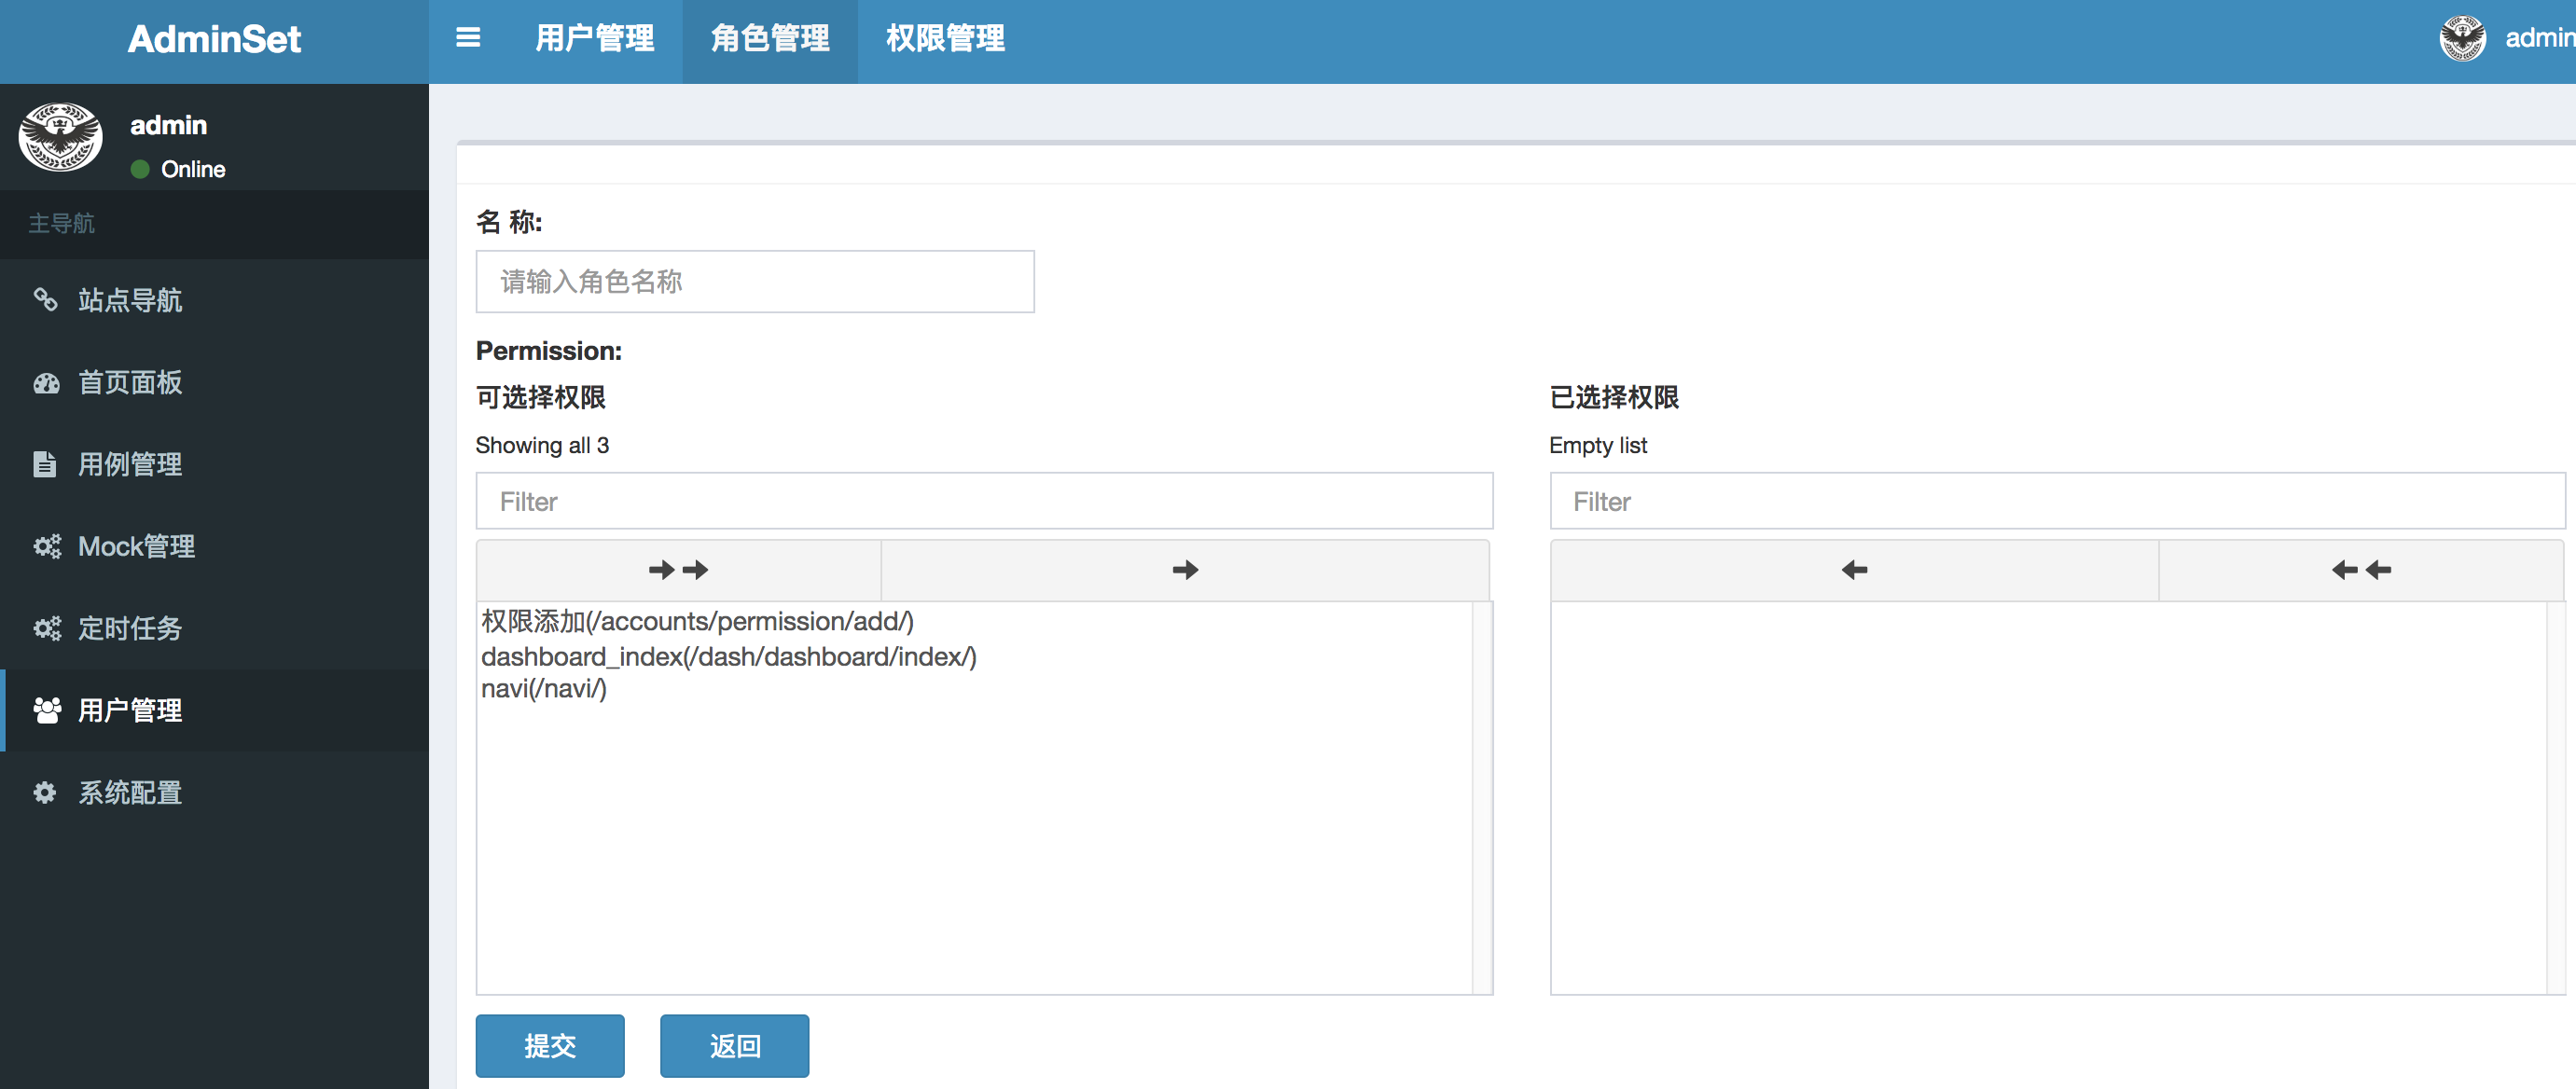 AdminSet
用户管理
角色管理
权限管理
admin
admin
Online
主导航
站点导航
首页面板
用例管理
Mock管理
定时任务
用户管理
系统配置
名 称:
请输入角色名称
Permission:
可选择权限
Showing all 3
Filter
权限添加(/accounts/permission/add/)
dashboard_index(/dash/dashboard/index/)
navi(/navi/)
已选择权限
Empty list
Filter
提交
返回